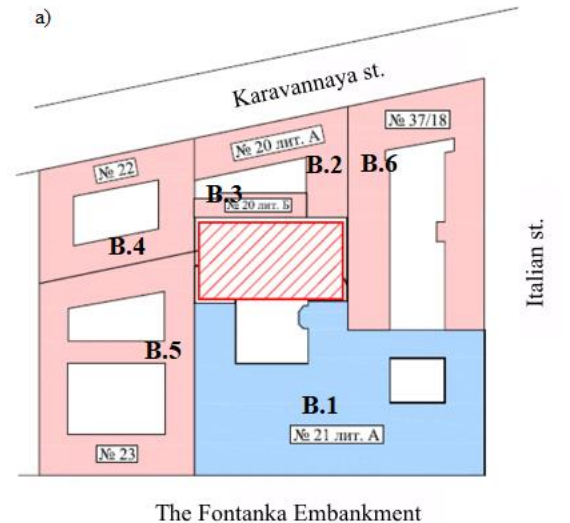 a)
Karavannaya st.
№ 37/18
№ 20 лит. А
B.2
B.6
№ 22
B.3
№ 20 лит. Б
B.4
Italian st.
B.5
B.1
№ 21 лит. А
№ 23
The Fontanka Embankment